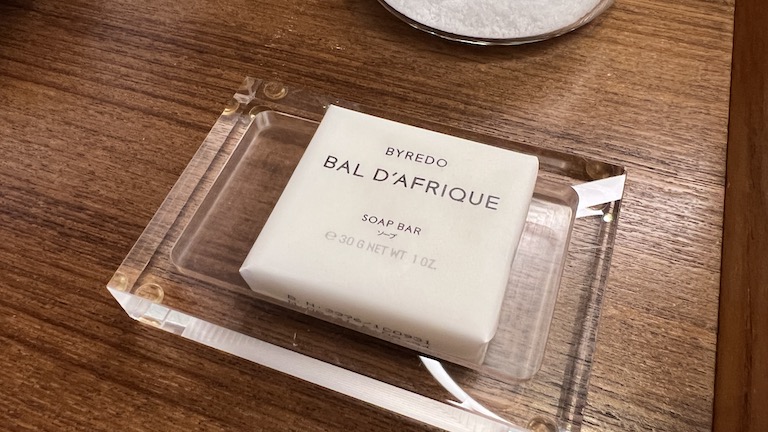 BYREDO
BAL D'AFRIQUE
SOAP BAR
ソープ
℮ 30 G NET WT. 1 OZ.